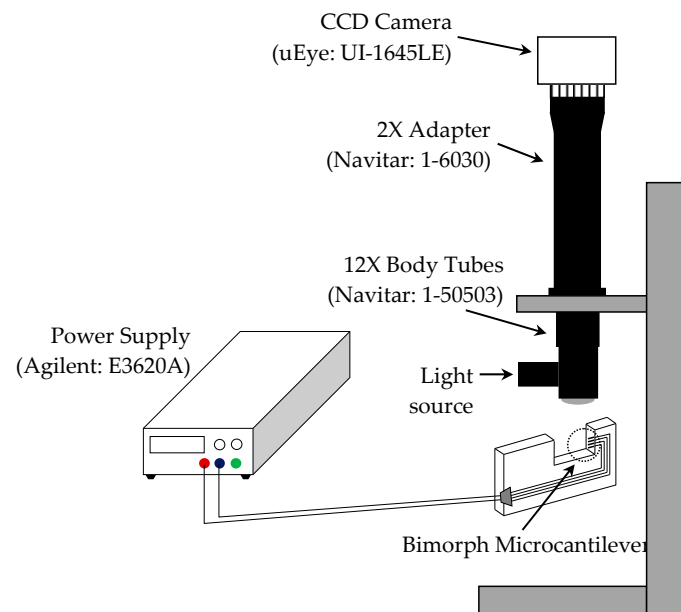 CCD Camera
(uEye: UI-1645LE)
2X Adapter
(Navitar: 1-6030)
12X Body Tubes
(Navitar: 1-50503)
Power Supply
(Agilent: E3620A)
Light
source
Bimorph Microcantilever